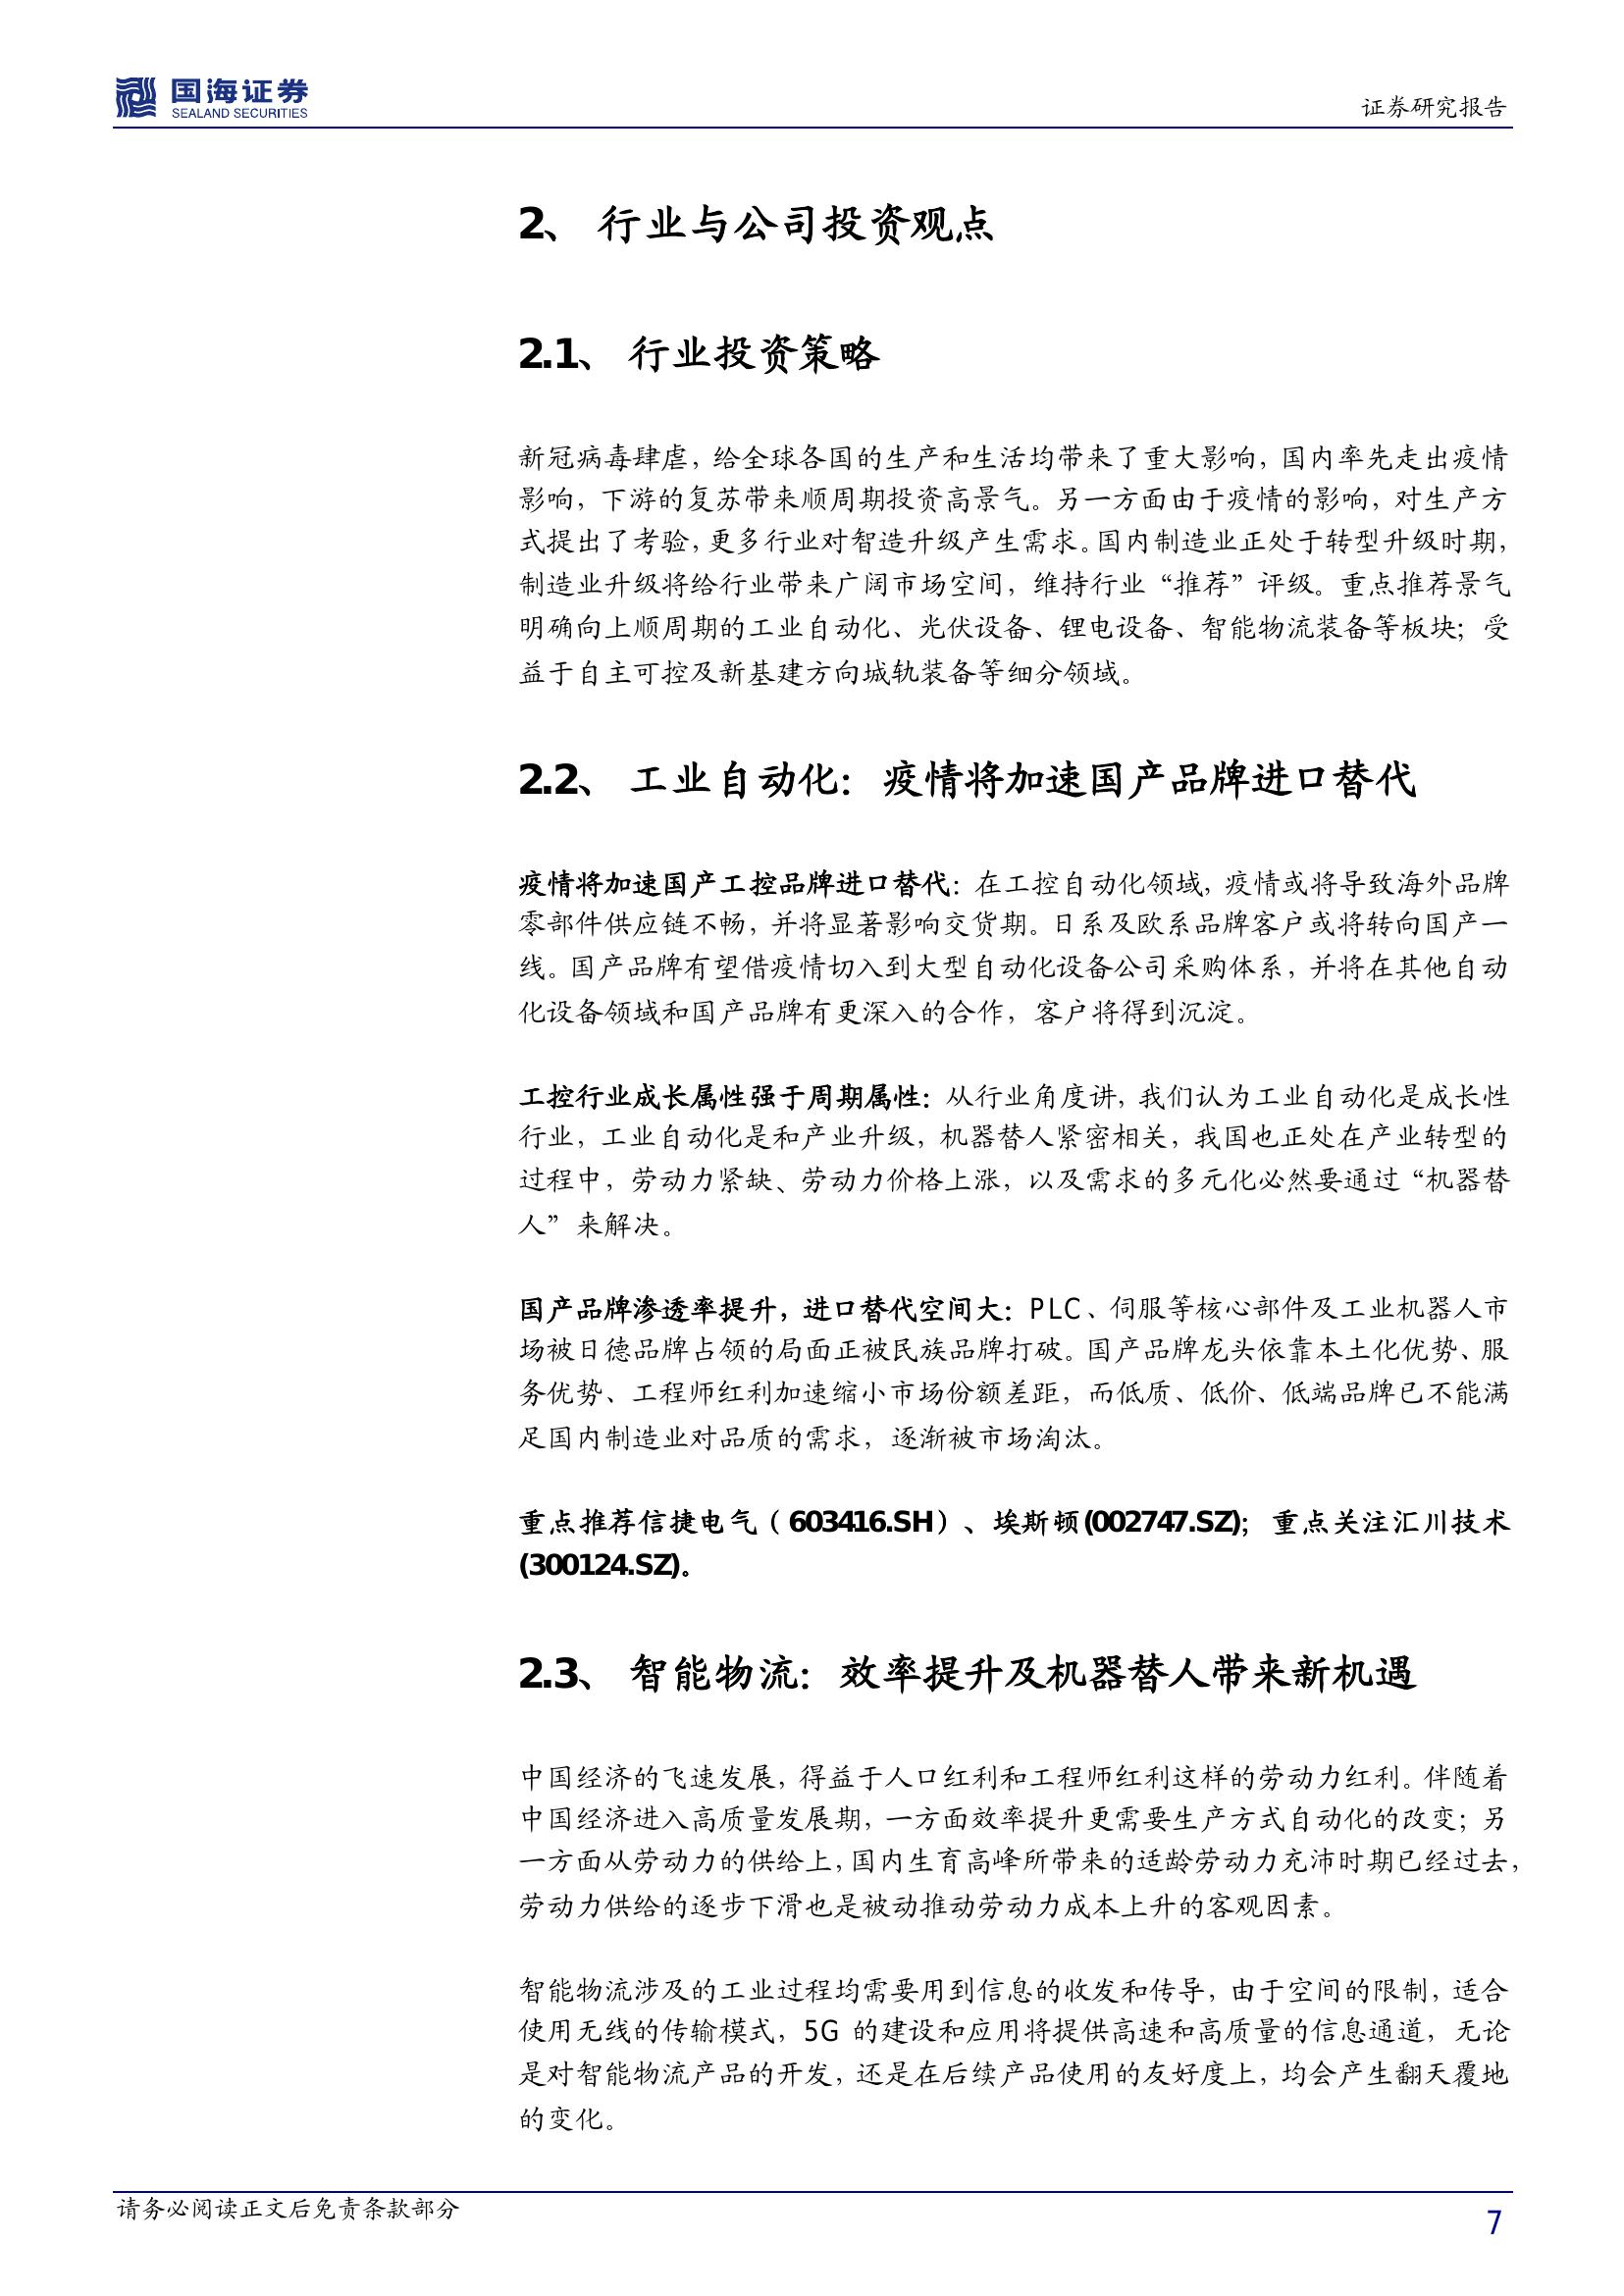 国海证券
SEALAND SECURITIES
证券研究报告
2、 行业与公司投资观点
2.1、 行业投资策略
新冠病毒肆虐，给全球各国的生产和生活均带来了重大影响，国内率先走出疫情
影响，下游的复苏带来顺周期投资高景气。另一方面由于疫情的影响，对生产方
式提出了考验，更多行业对智造升级产生需求。国内制造业正处于转型升级时期，
制造业升级将给行业带来广阔市场空间，维持行业“推荐”评级。重点推荐景气
明确向上顺周期的工业自动化、光伏设备、锂电设备、智能物流装备等板块；受
益于自主可控及新基建方向城轨装备等细分领域。
2.2、 工业自动化：疫情将加速国产品牌进口替代
疫情将加速国产工控品牌进口替代：在工控自动化领域，疫情或将导致海外品牌
零部件供应链不畅，并将显著影响交货期。日系及欧系品牌客户或将转向国产一
线。国产品牌有望借疫情切入到大型自动化设备公司采购体系，并将在其他自动
化设备领域和国产品牌有更深入的合作，客户将得到沉淀。
工控行业成长属性强于周期属性：从行业角度讲，我们认为工业自动化是成长性
行业，工业自动化是和产业升级，机器替人紧密相关，我国也正处在产业转型的
过程中，劳动力紧缺、劳动力价格上涨，以及需求的多元化必然要通过“机器替
人”来解决。
国产品牌渗透率提升，进口替代空间大：PLC、伺服等核心部件及工业机器人市
场被日德品牌占领的局面正被民族品牌打破。国产品牌龙头依靠本土化优势、服
务优势、工程师红利加速缩小市场份额差距，而低质、低价、低端品牌已不能满
足国内制造业对品质的需求，逐渐被市场淘汰。
重点推荐信捷电气（603416.SH）、埃斯顿(002747.SZ)；重点关注汇川技术
(300124.SZ)。
2.3、 智能物流：效率提升及机器替人带来新机遇
中国经济的飞速发展，得益于人口红利和工程师红利这样的劳动力红利。伴随着
中国经济进入高质量发展期，一方面效率提升更需要生产方式自动化的改变；另
一方面从劳动力的供给上，国内生育高峰所带来的适龄劳动力充沛时期已经过去，
劳动力供给的逐步下滑也是被动推动劳动力成本上升的客观因素。
智能物流涉及的工业过程均需要用到信息的收发和传导，由于空间的限制，适合
使用无线的传输模式，5G 的建设和应用将提供高速和高质量的信息通道，无论
是对智能物流产品的开发，还是在后续产品使用的友好度上，均会产生翻天覆地
的变化。
请务必阅读正文后免责条款部分
7